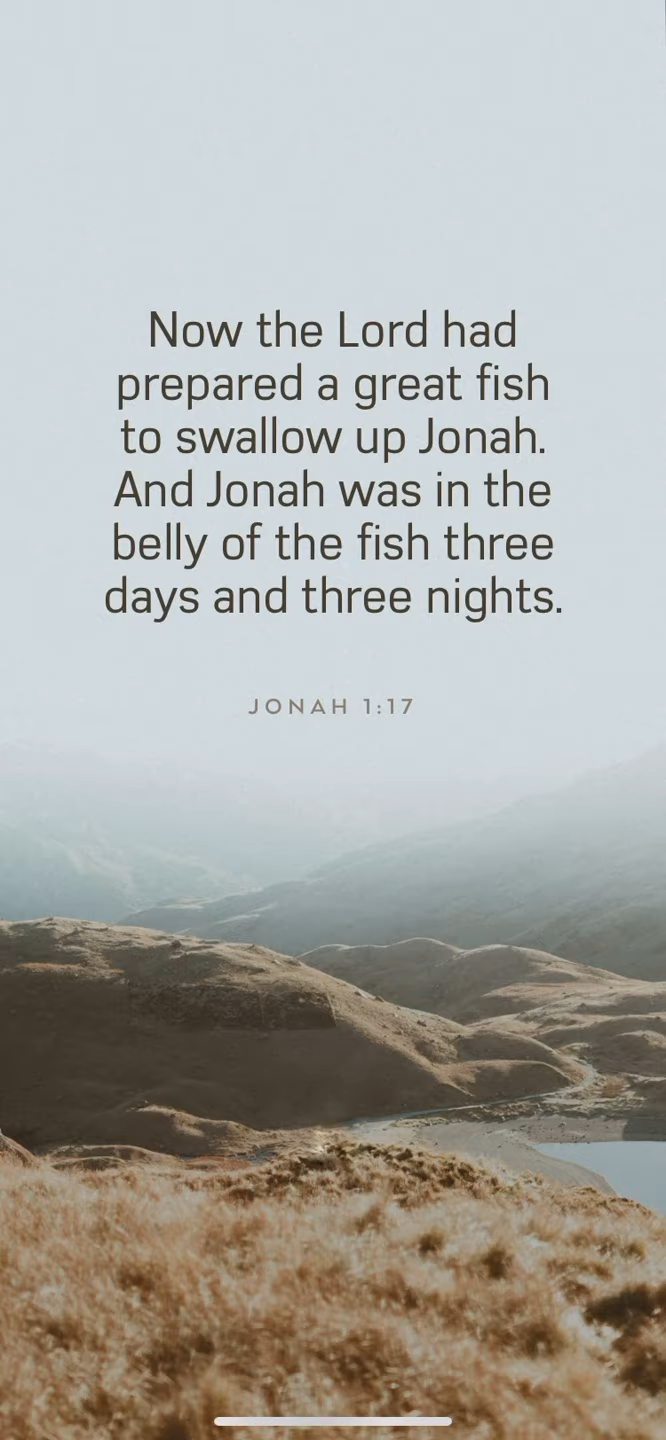 Now the Lord had
prepared a great fish
to swallow up Jonah.
And Jonah was in the
belly of the fish three
days and three nights.
JONAH 1:17